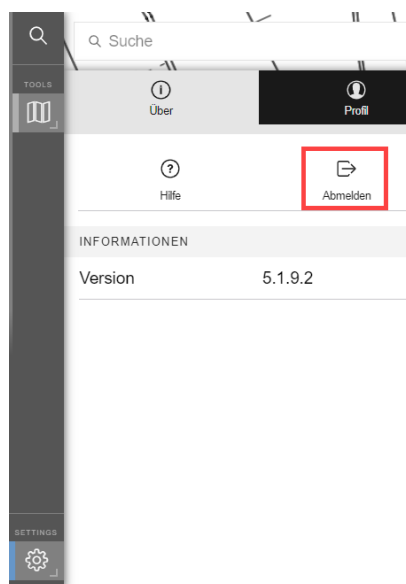 Suche
TOOLS
Über
Profil
Hilfe
Abmelden
INFORMATIONEN
Version 5.1.9.2
SETTINGS